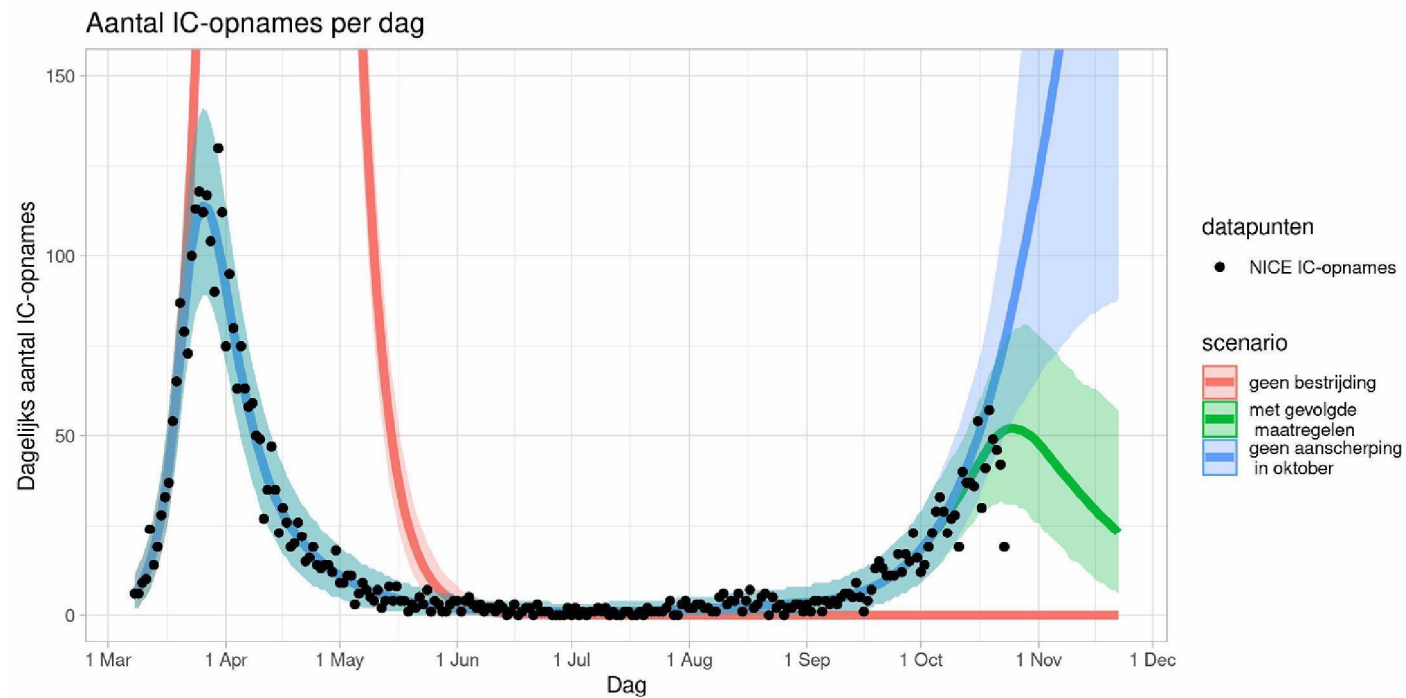 Aantal IC-opnames per dag
Dagelijks aantal IC-opnames
150
100
50
0
1 Mar
1 Apr
1 May
1 Jun
1 Jul
1 Aug
1 Sep
1 Oct
1 Nov
1 Dec
Dag
datapunten
NICE IC-opnames
scenario
geen bestrijding
met gevolgde
maatregelen
geen aanscherping
in oktober